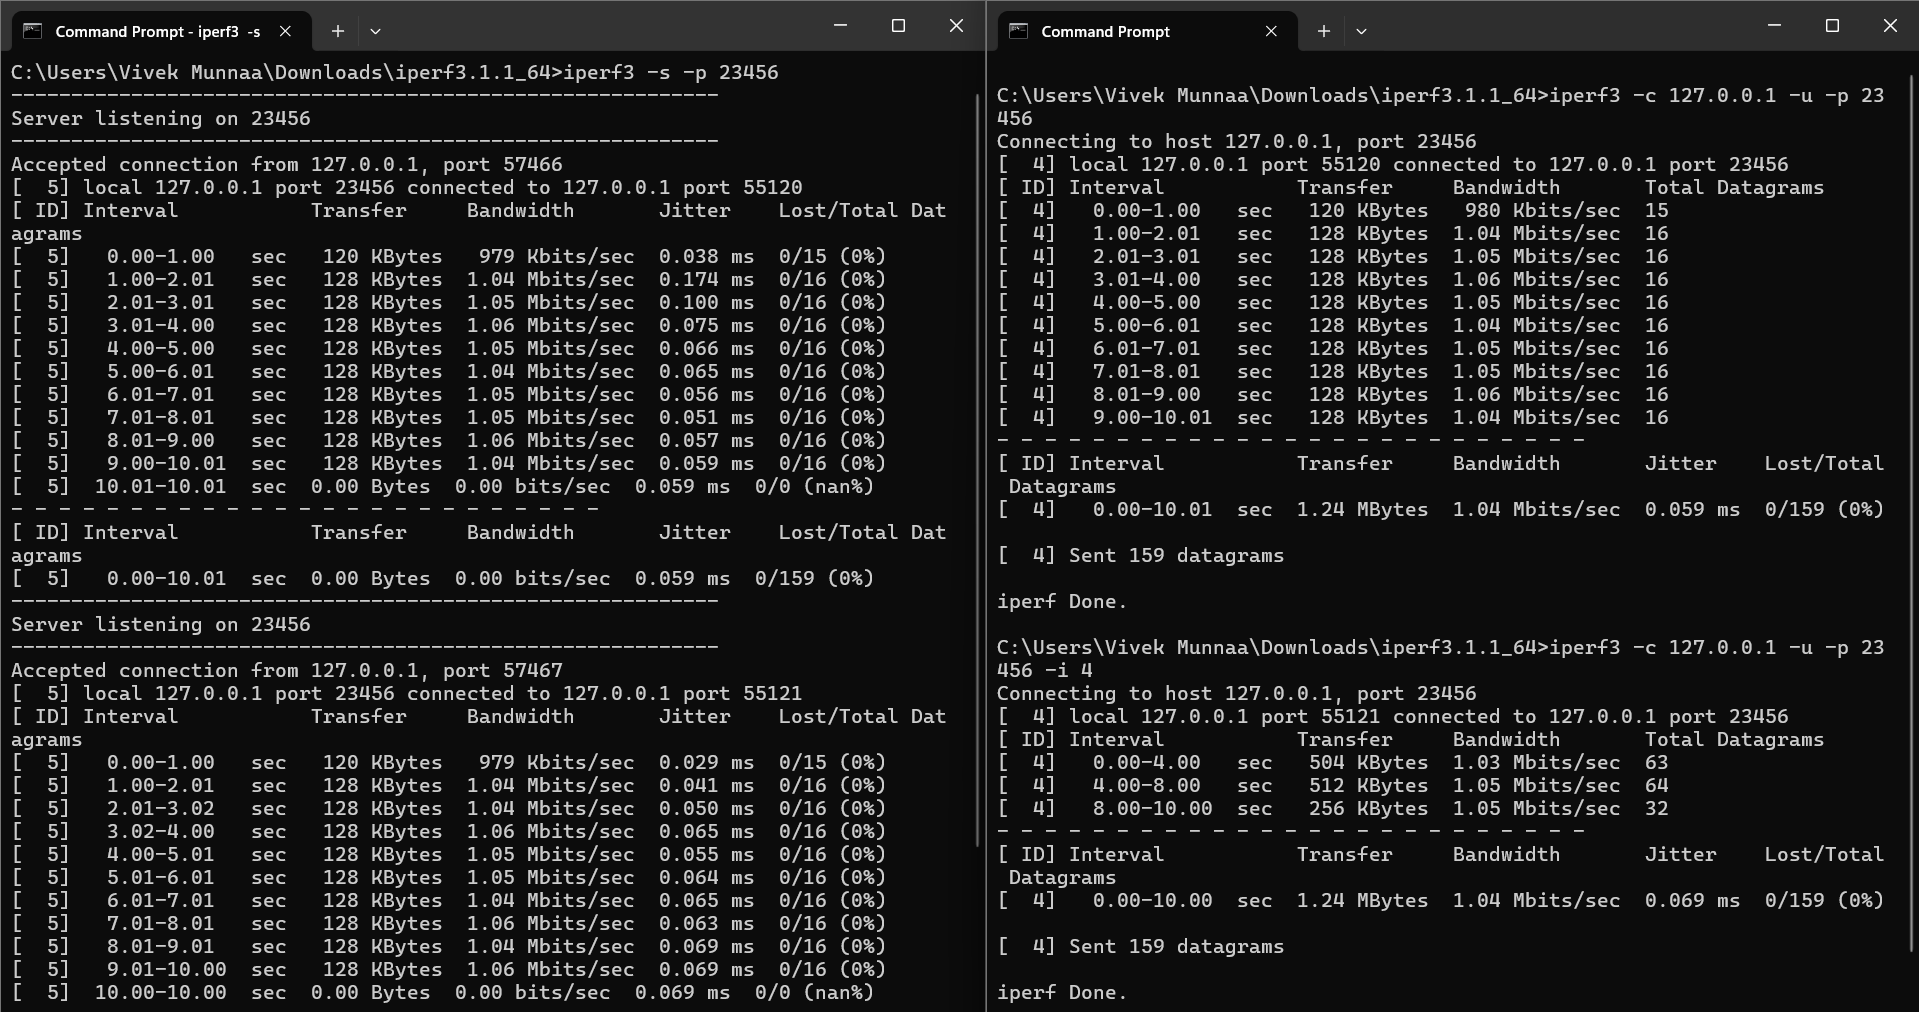 Command Prompt - iperf3 -s
C:\Users\Vivek Munnaa\Downloads\iperf3.1.1_64>iperf3 -s -p 23456
-----------------------------------------------------------
Server listening on 23456
-----------------------------------------------------------
Accepted connection from 127.0.0.1, port 57466
[  5] local 127.0.0.1 port 23456 connected to 127.0.0.1 port 55120
[ ID] Interval           Transfer     Bandwidth       Jitter    Lost/Total Dat
agrams
[  5]   0.00-1.00   sec   120 KBytes   979 Kbits/sec  0.038 ms  0/15 (0%)
[  5]   1.00-2.01   sec   128 KBytes  1.04 Mbits/sec  0.174 ms  0/16 (0%)
[  5]   2.01-3.01   sec   128 KBytes  1.05 Mbits/sec  0.100 ms  0/16 (0%)
[  5]   3.01-4.00   sec   128 KBytes  1.06 Mbits/sec  0.075 ms  0/16 (0%)
[  5]   4.00-5.00   sec   128 KBytes  1.05 Mbits/sec  0.066 ms  0/16 (0%)
[  5]   5.00-6.01   sec   128 KBytes  1.04 Mbits/sec  0.065 ms  0/16 (0%)
[  5]   6.01-7.01   sec   128 KBytes  1.05 Mbits/sec  0.056 ms  0/16 (0%)
[  5]   7.01-8.01   sec   128 KBytes  1.05 Mbits/sec  0.051 ms  0/16 (0%)
[  5]   8.01-9.00   sec   128 KBytes  1.06 Mbits/sec  0.057 ms  0/16 (0%)
[  5]   9.00-10.01  sec   128 KBytes  1.04 Mbits/sec  0.059 ms  0/16 (0%)
[  5]  10.01-10.01  sec  0.00 Bytes  0.00 bits/sec  0.059 ms  0/0 (nan%)
- - - - - - - - - - - - - - - - - - - - - - - - -
[ ID] Interval           Transfer     Bandwidth       Jitter    Lost/Total Dat
agrams
[  5]   0.00-10.01  sec  0.00 Bytes  0.00 bits/sec  0.059 ms  0/159 (0%)
-----------------------------------------------------------
Server listening on 23456
-----------------------------------------------------------
Accepted connection from 127.0.0.1, port 57467
[  5] local 127.0.0.1 port 23456 connected to 127.0.0.1 port 55121
[ ID] Interval           Transfer     Bandwidth       Jitter    Lost/Total Dat
agrams
[  5]   0.00-1.00   sec   120 KBytes   979 Kbits/sec  0.029 ms  0/15 (0%)
[  5]   1.00-2.01   sec   128 KBytes  1.04 Mbits/sec  0.041 ms  0/16 (0%)
[  5]   2.01-3.02   sec   128 KBytes  1.04 Mbits/sec  0.050 ms  0/16 (0%)
[  5]   3.02-4.00   sec   128 KBytes  1.06 Mbits/sec  0.065 ms  0/16 (0%)
[  5]   4.00-5.01   sec   128 KBytes  1.05 Mbits/sec  0.055 ms  0/16 (0%)
[  5]   5.01-6.01   sec   128 KBytes  1.05 Mbits/sec  0.064 ms  0/16 (0%)
[  5]   6.01-7.01   sec   128 KBytes  1.04 Mbits/sec  0.065 ms  0/16 (0%)
[  5]   7.01-8.01   sec   128 KBytes  1.06 Mbits/sec  0.063 ms  0/16 (0%)
[  5]   8.01-9.01   sec   128 KBytes  1.04 Mbits/sec  0.069 ms  0/16 (0%)
[  5]   9.01-10.00  sec   128 KBytes  1.06 Mbits/sec  0.069 ms  0/16 (0%)
[  5]  10.00-10.00  sec  0.00 Bytes  0.00 bits/sec  0.069 ms  0/0 (nan%)
Command Prompt
C:\Users\Vivek Munnaa\Downloads\iperf3.1.1_64>iperf3 -c 127.0.0.1 -u -p 23
456
Connecting to host 127.0.0.1, port 23456
[  4] local 127.0.0.1 port 55120 connected to 127.0.0.1 port 23456
[ ID] Interval           Transfer     Bandwidth       Total Datagrams
[  4]   0.00-1.00   sec   120 KBytes   980 Kbits/sec  15
[  4]   1.00-2.01   sec   128 KBytes  1.04 Mbits/sec  16
[  4]   2.01-3.01   sec   128 KBytes  1.05 Mbits/sec  16
[  4]   3.01-4.00   sec   128 KBytes  1.06 Mbits/sec  16
[  4]   4.00-5.00   sec   128 KBytes  1.05 Mbits/sec  16
[  4]   5.00-6.01   sec   128 KBytes  1.04 Mbits/sec  16
[  4]   6.01-7.01   sec   128 KBytes  1.05 Mbits/sec  16
[  4]   7.01-8.01   sec   128 KBytes  1.05 Mbits/sec  16
[  4]   8.01-9.00   sec   128 KBytes  1.06 Mbits/sec  16
[  4]   9.00-10.01  sec   128 KBytes  1.04 Mbits/sec  16
- - - - - - - - - - - - - - - - - - - - - - - - -
[ ID] Interval           Transfer     Bandwidth       Jitter    Lost/Total
 Datagrams
[  4]   0.00-10.01  sec  1.24 MBytes  1.04 Mbits/sec  0.059 ms  0/159 (0%)
[  4] Sent 159 datagrams
iperf Done.
C:\Users\Vivek Munnaa\Downloads\iperf3.1.1_64>iperf3 -c 127.0.0.1 -u -p 23
456 -i 4
Connecting to host 127.0.0.1, port 23456
[  4] local 127.0.0.1 port 55121 connected to 127.0.0.1 port 23456
[ ID] Interval           Transfer     Bandwidth       Total Datagrams
[  4]   0.00-4.00   sec   504 KBytes  1.03 Mbits/sec  63
[  4]   4.00-8.00   sec   512 KBytes  1.05 Mbits/sec  64
[  4]   8.00-10.00  sec   256 KBytes  1.05 Mbits/sec  32
- - - - - - - - - - - - - - - - - - - - - - - - -
[ ID] Interval           Transfer     Bandwidth       Jitter    Lost/Total
 Datagrams
[  4]   0.00-10.00  sec  1.24 MBytes  1.04 Mbits/sec  0.069 ms  0/159 (0%)
[  4] Sent 159 datagrams
iperf Done.